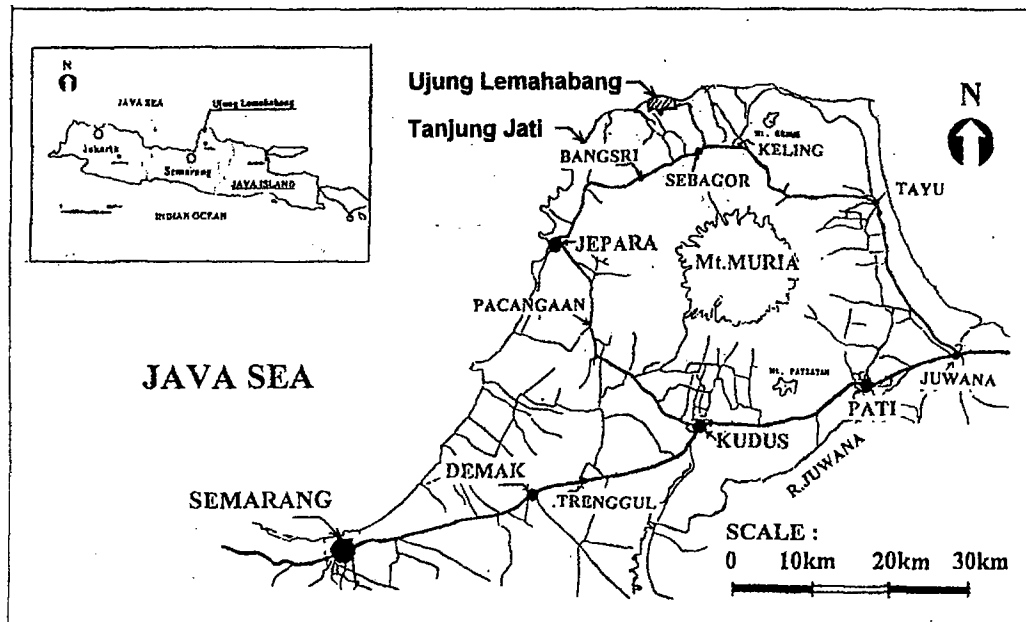 N
JAVA SEA
Ujung Lemahabang
Jakarta
Semarang
JAVA ISLAND
INDIAN OCEAN
Ujung Lemahabang
Tanjung Jati
N
BANGSRI
KELING
SEBAGOR
TAYU
JEPARA
Mt.MURIA
PACANGAAN
JAVA SEA
JUWANA
PATI
KUDUS
R.JUWANA
DEMAK
SEMARANG
.TRENGGUL
SCALE :
0 10km 20km 30km